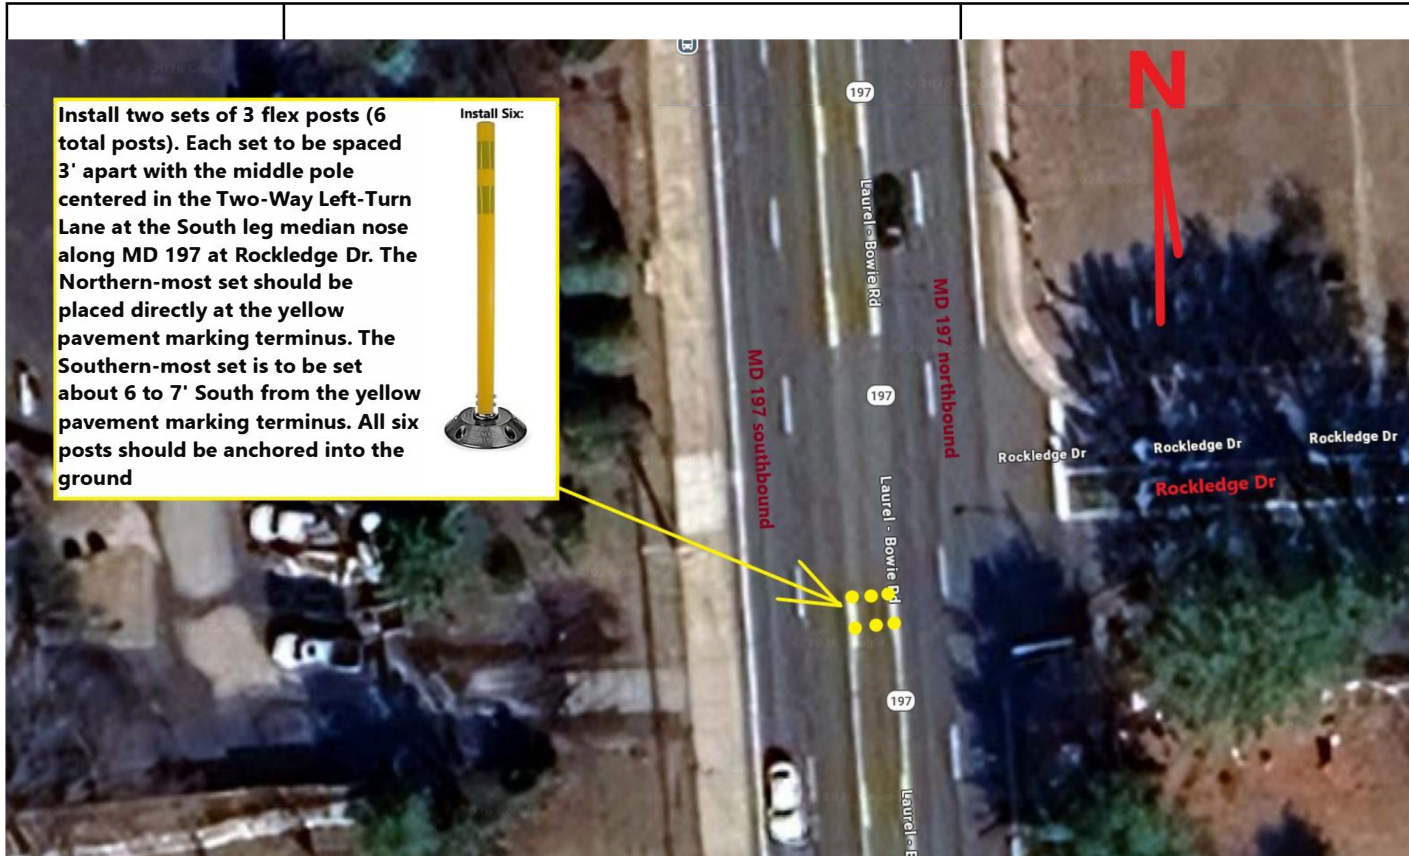 Install two sets of 3 flex posts (6
total posts). Each set to be spaced
3' apart with the middle pole
centered in the Two-Way Left-Turn
Lane at the South leg median nose
along MD 197 at Rockledge Dr. The
Northern-most set should be
placed directly at the yellow
pavement marking terminus. The
Southern-most set is to be set
about 6 to 7' South from the yellow
pavement marking terminus. All six
posts should be anchored into the
ground
Install Six:
197
N
Laurel - Bowie Rd
MD 197 southbound
MD 197 northbound
197
Rockledge Dr
Rockledge Dr
Rockledge Dr
Rockledge Dr
Laurel - Bowie Rd
197
Laurel - B